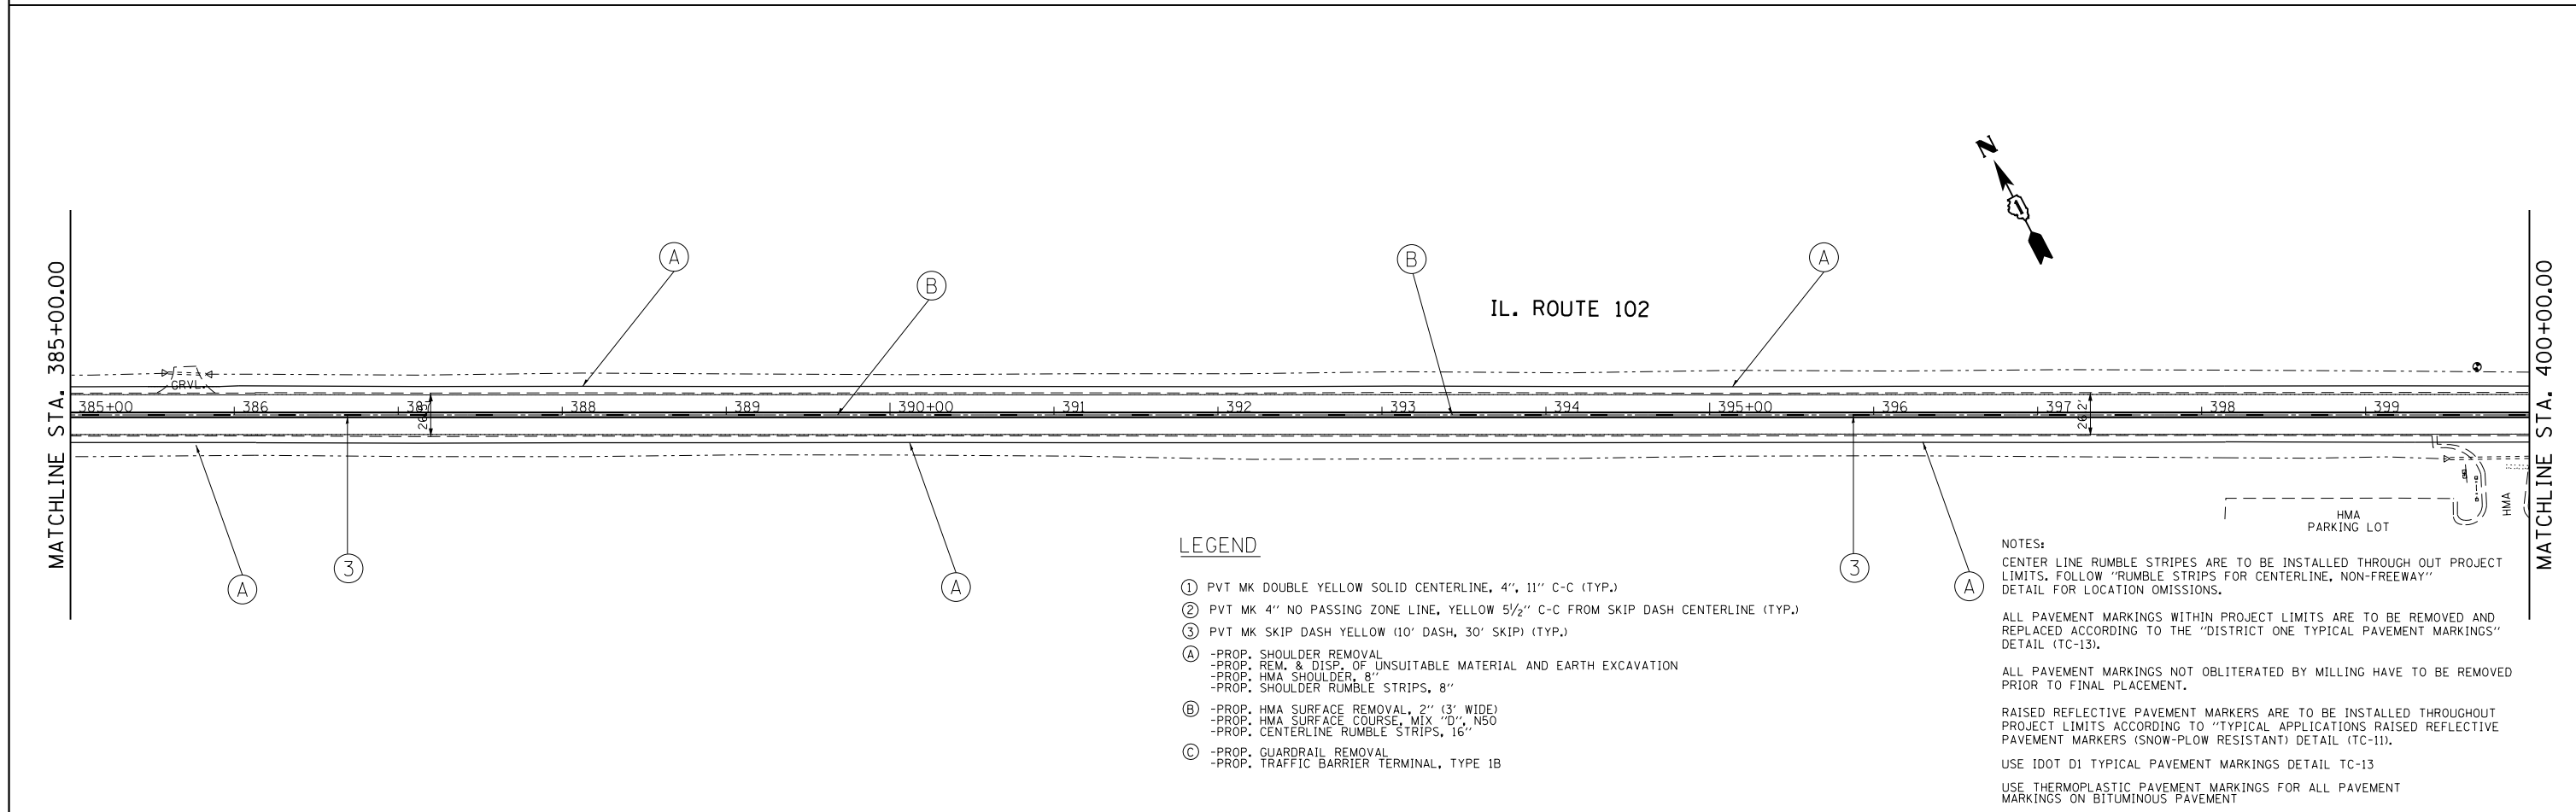 N
IL. ROUTE 102
MATCHLINE STA. 385+00.00
MATCHLINE STA. 400+00.00
A
B
B
A
GRVL.
385+00 386 387 388 389 390+00 391 392 393 394 395+00 396 397 398 399
26.2'
A
3
A
3
A
HMA
PARKING LOT
HMA
LEGEND
1 PVT MK DOUBLE YELLOW SOLID CENTERLINE, 4", 11" C-C (TYP.)
2 PVT MK 4" NO PASSING ZONE LINE, YELLOW 5½" C-C FROM SKIP DASH CENTERLINE (TYP.)
3 PVT MK SKIP DASH YELLOW (10' DASH, 30' SKIP) (TYP.)
A -PROP. SHOULDER REMOVAL
-PROP. REM. & DISP. OF UNSUITABLE MATERIAL AND EARTH EXCAVATION
-PROP. HMA SHOULDER, 8"
-PROP. SHOULDER RUMBLE STRIPS, 8"
B -PROP. HMA SURFACE REMOVAL, 2" (3' WIDE)
-PROP. HMA SURFACE COURSE, MIX "D", N50
-PROP. CENTERLINE RUMBLE STRIPS, 16"
C -PROP. GUARDRAIL REMOVAL
-PROP. TRAFFIC BARRIER TERMINAL, TYPE 1B
NOTES:
CENTER LINE RUMBLE STRIPES ARE TO BE INSTALLED THROUGH OUT PROJECT
LIMITS. FOLLOW "RUMBLE STRIPS FOR CENTERLINE, NON-FREEWAY"
DETAIL FOR LOCATION OMISSIONS.
ALL PAVEMENT MARKINGS WITHIN PROJECT LIMITS ARE TO BE REMOVED AND
REPLACED ACCORDING TO THE "DISTRICT ONE TYPICAL PAVEMENT MARKINGS"
DETAIL (TC-13).
ALL PAVEMENT MARKINGS NOT OBLITERATED BY MILLING HAVE TO BE REMOVED
PRIOR TO FINAL PLACEMENT.
RAISED REFLECTIVE PAVEMENT MARKERS ARE TO BE INSTALLED THROUGHOUT
PROJECT LIMITS ACCORDING TO "TYPICAL APPLICATIONS RAISED REFLECTIVE
PAVEMENT MARKERS (SNOW-PLOW RESISTANT) DETAIL (TC-11).
USE IDOT D1 TYPICAL PAVEMENT MARKINGS DETAIL TC-13
USE THERMOPLASTIC PAVEMENT MARKINGS FOR ALL PAVEMENT
MARKINGS ON BITUMINOUS PAVEMENT